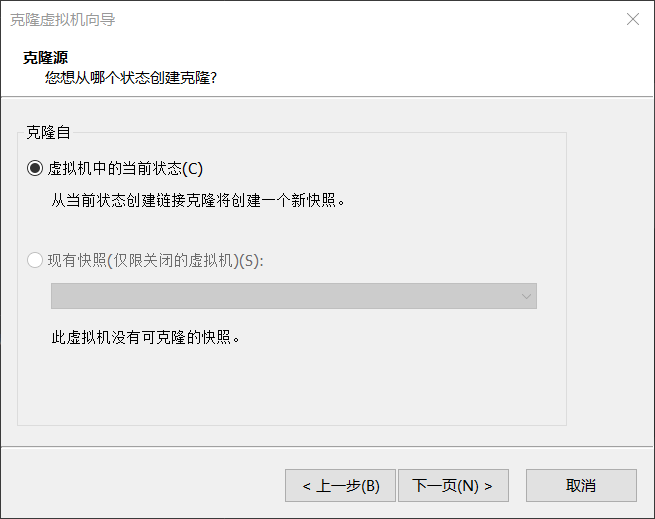 克隆虚拟机向导
克隆源
您想从哪个状态创建克隆?
克隆自
虚拟机中的当前状态(C)
从当前状态创建链接克隆将创建一个新快照。
现有快照(仅限关闭的虚拟机)(S):
此虚拟机没有可克隆的快照。
< 上一步(B) 下一页(N) > 取消